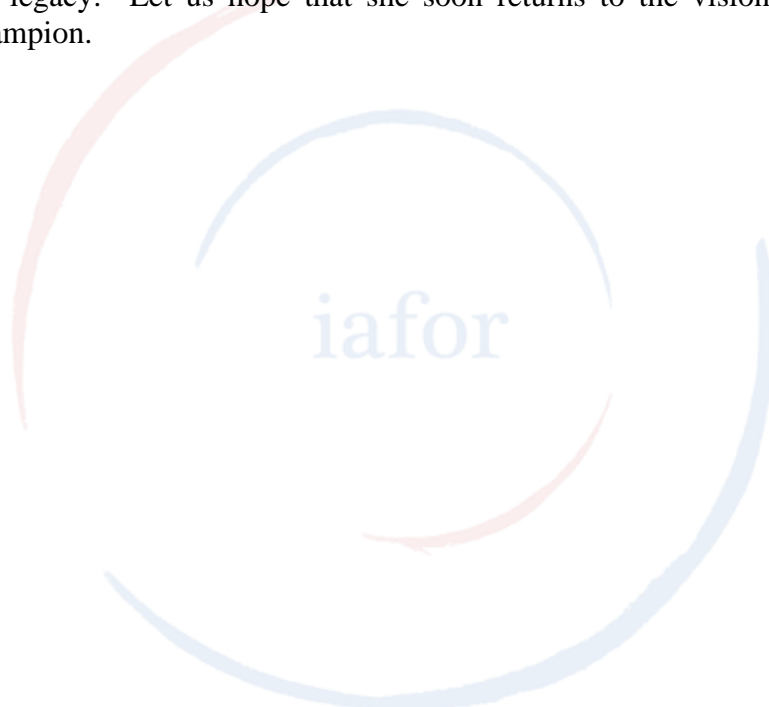 legacy. Let us hope that she soon returns to the vision
ampion.
iafor